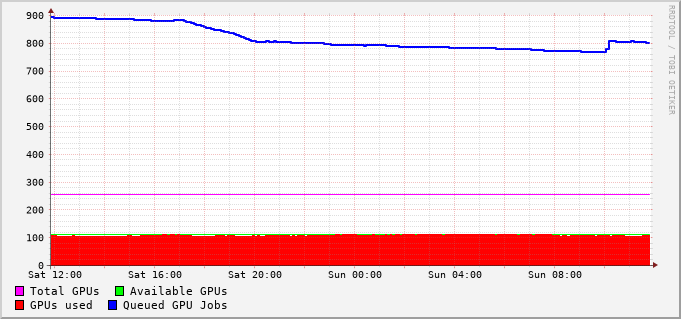 900
800
700
600
500
400
300
200
100
0
Sat 12:00 Sat 16:00 Sat 20:00 Sun 00:00 Sun 04:00 Sun 08:00
Total GPUs Available GPUs
GPUs used Queued GPU Jobs
RRDTOOL / TOBI OETIKER